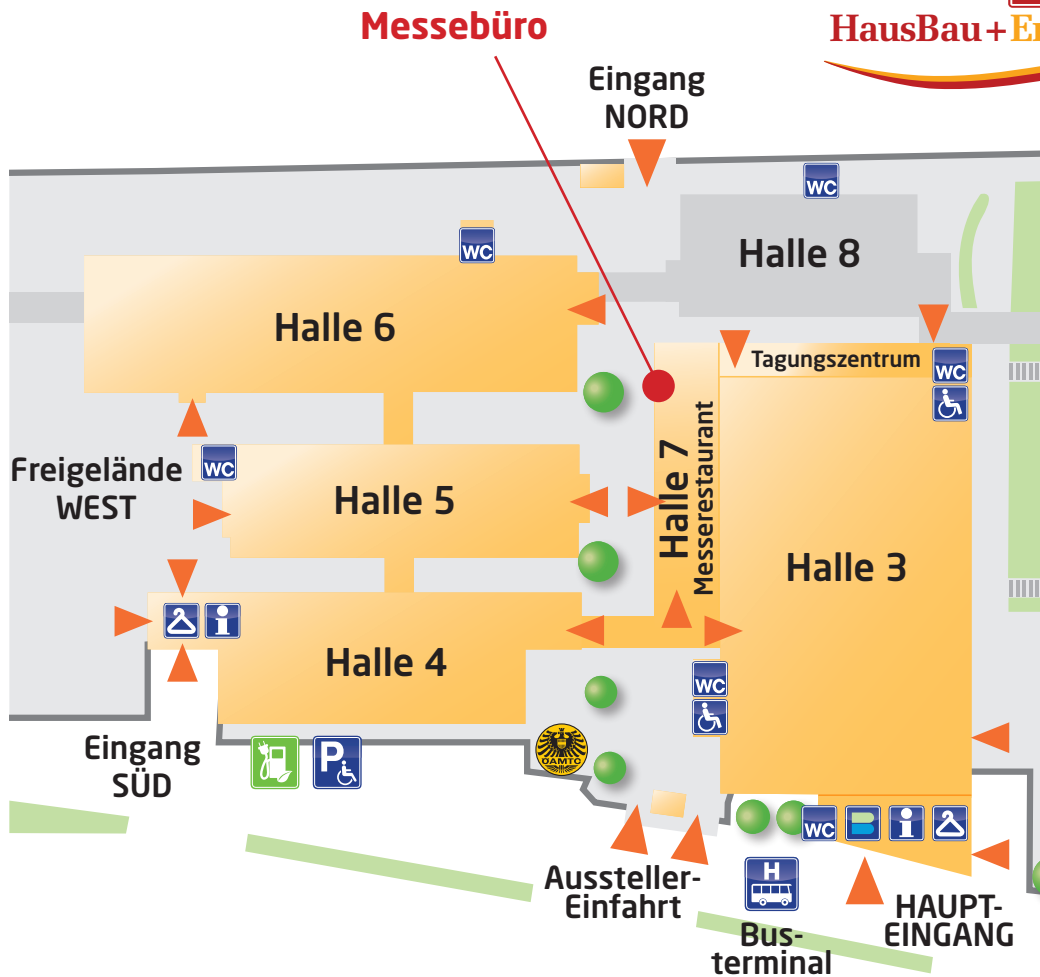 Messebüro
HausBau+
Eingang
NORD
WC
Halle 8
WC
Halle 6
Tagungszentrum
WC
Freigelände
WEST
WC
Halle 5
Halle 7
Messerestaurant
Halle 3
i
Halle 4
WC
Eingang
SÜD
P
ÖAMTC
WC
i
Aussteller-
Einfahrt
H
Bus-
terminal
HAUPT-
EINGANG